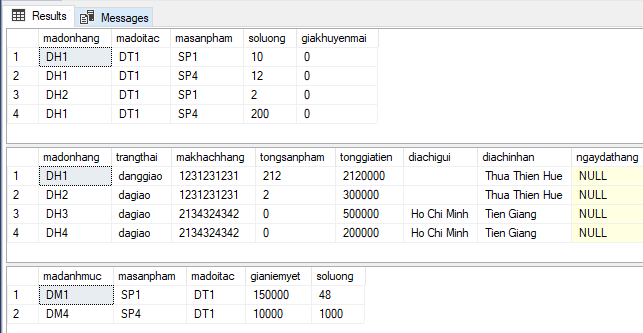 Results Messages
madonhang madoitac masanpham soluong giakhuyenmai
1 DH1 DT1 SP1 10 0
2 DH1 DT1 SP4 12 0
3 DH2 DT1 SP1 2 0
4 DH1 DT1 SP4 200 0
madonhang trangthai makhachhang tongsanpham tonggiatien diachigui diachinhan ngaydathang
1 DH1 danggiao 1231231231 212 2120000 Thua Thien Hue NULL
2 DH2 dagiao 1231231231 2 300000 Thua Thien Hue NULL
3 DH3 dagiao 2134324342 0 500000 Ho Chi Minh Tien Giang NULL
4 DH4 dagiao 2134324342 0 200000 Ho Chi Minh Tien Giang NULL
madanhmuc masanpham madoitac gianiemyet soluong
1 DM1 SP1 DT1 150000 48
2 DM4 SP4 DT1 10000 1000